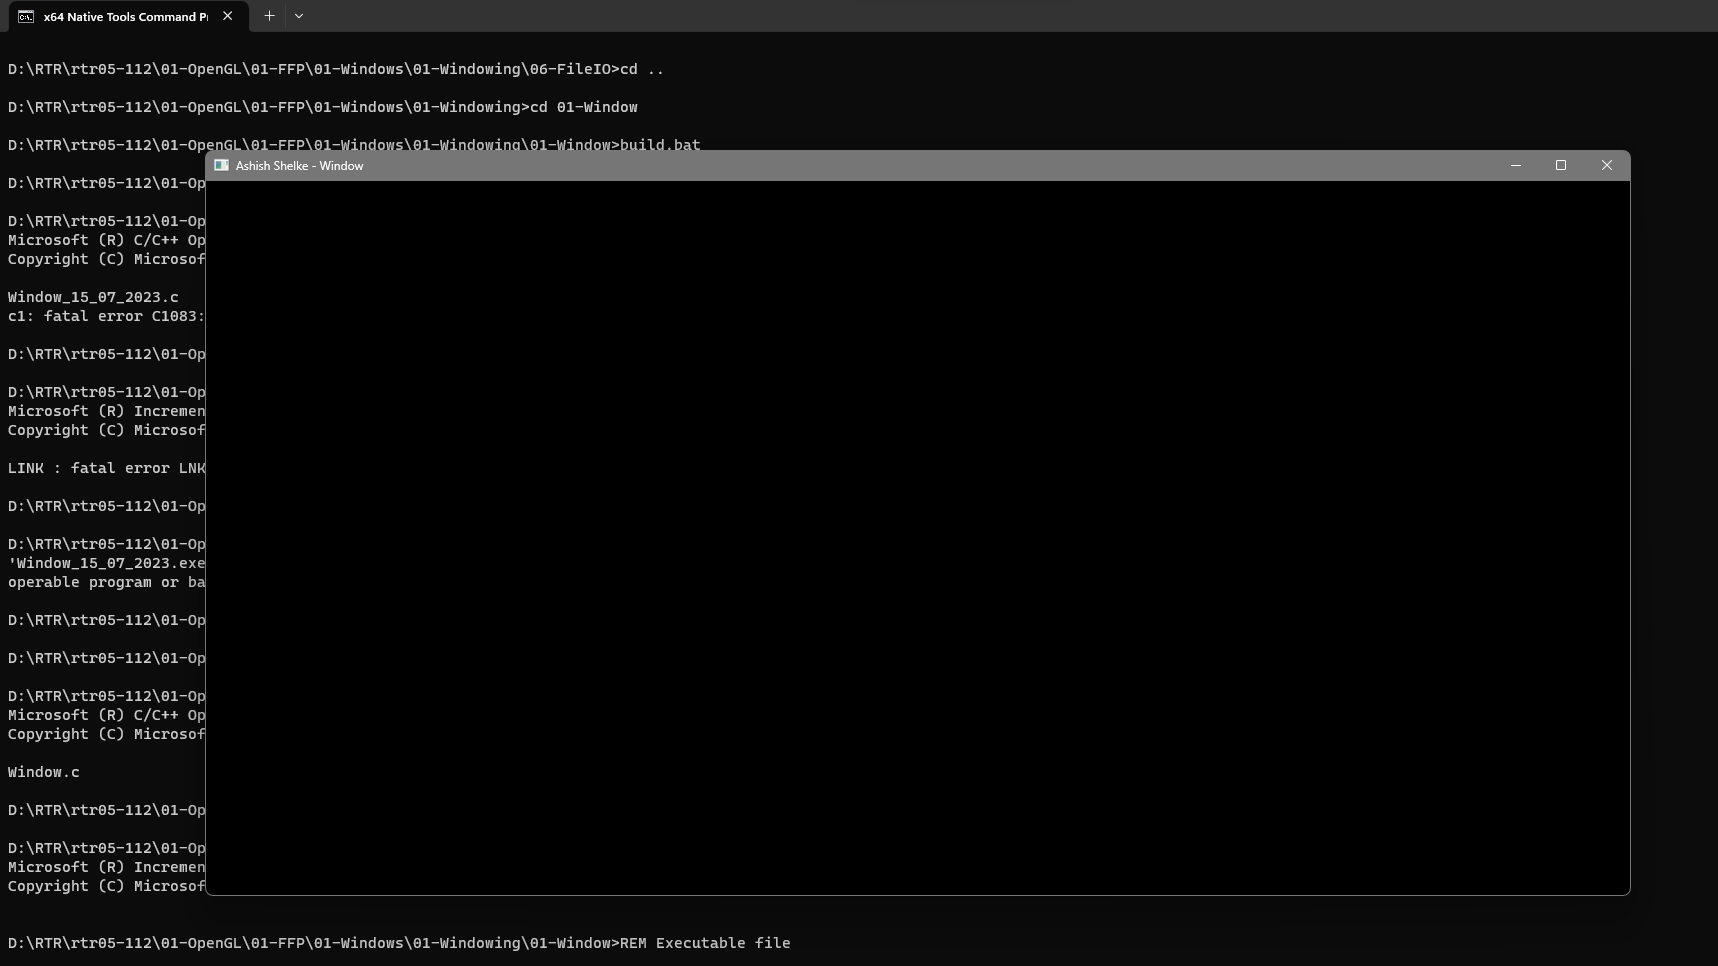 x64 Native Tools Command Pr
D:\RTR\rtr05-112\01-OpenGL\01-FFP\01-Windows\01-Windowing\06-FileIO>cd ..
D:\RTR\rtr05-112\01-OpenGL\01-FFP\01-Windows\01-Windowing>cd 01-Window
D:\RTR\rtr05-112\01-OpenGL\01-FFP\01-Windows\01-Windowing\01-Window>build.bat
Ashish Shelke - Window
D:\RTR\rtr05-112\01-Op
D:\RTR\rtr05-112\01-Op
Microsoft (R) C/C++ Op
Copyright (C) Microsof
Window_15_07_2023.c
c1: fatal error C1083:
D:\RTR\rtr05-112\01-Op
D:\RTR\rtr05-112\01-Op
Microsoft (R) Incremen
Copyright (C) Microsof
LINK : fatal error LNK
D:\RTR\rtr05-112\01-Op
D:\RTR\rtr05-112\01-Op
'Window_15_07_2023.exe
operable program or ba
D:\RTR\rtr05-112\01-Op
D:\RTR\rtr05-112\01-Op
D:\RTR\rtr05-112\01-Op
Microsoft (R) C/C++ Op
Copyright (C) Microsof
Window.c
D:\RTR\rtr05-112\01-Op
D:\RTR\rtr05-112\01-Op
Microsoft (R) Incremen
Copyright (C) Microsof
D:\RTR\rtr05-112\01-OpenGL\01-FFP\01-Windows\01-Windowing\01-Window>REM Executable file